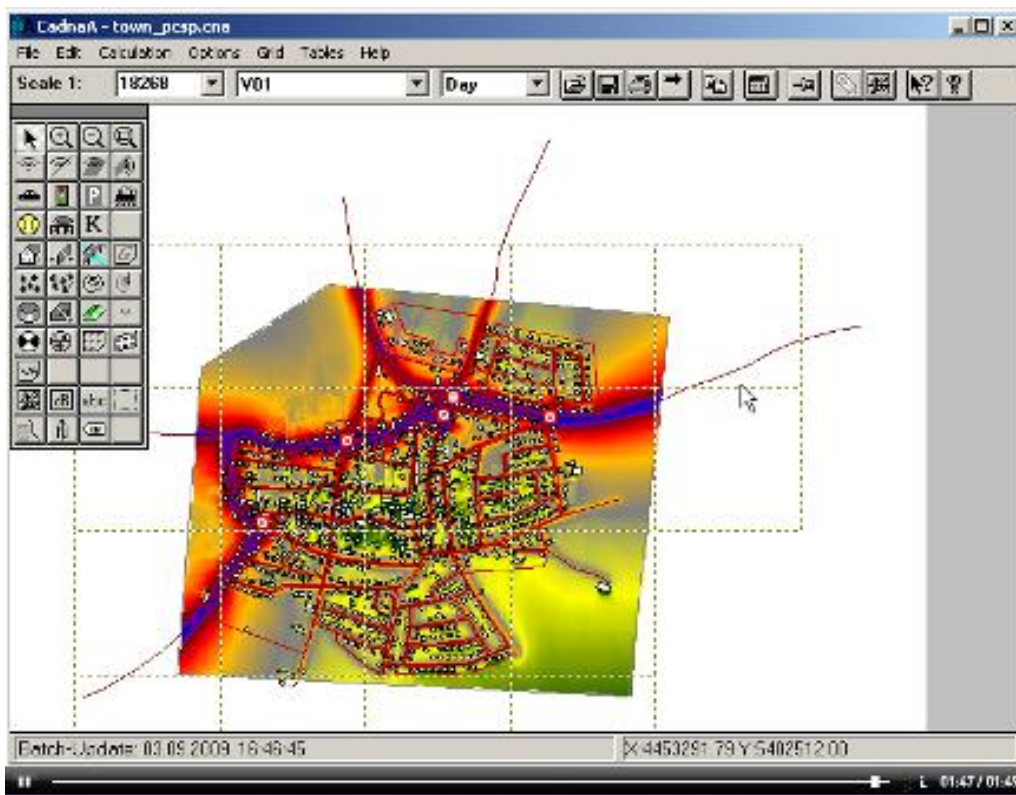 CadnaA - town_pcsp.cna
File Edit Calculation Options Grid Tables Help
Scale 1: 18268 V01 Day
P
K
Batch-Update: 03.09.2009 16:46:45 X:4453291.79 Y:5402512.00
01:47 / 01:49